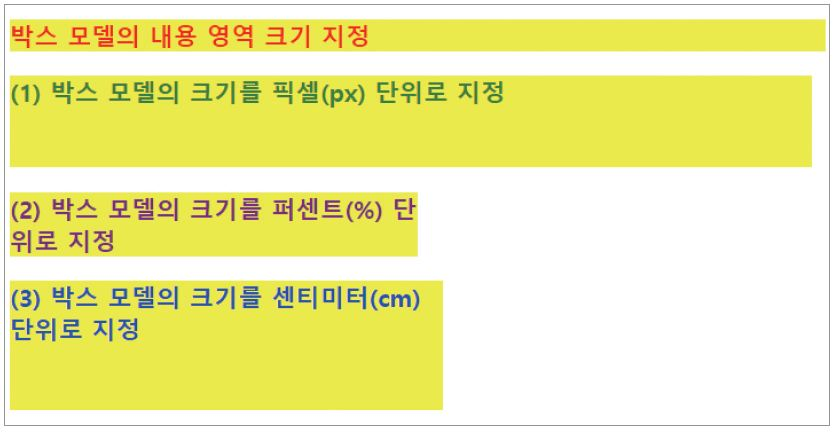 박스 모델의 내용 영역 크기 지정
(1) 박스 모델의 크기를 픽셀(px) 단위로 지정
(2) 박스 모델의 크기를 퍼센트(%) 단
위로 지정
(3) 박스 모델의 크기를 센티미터(cm)
단위로 지정